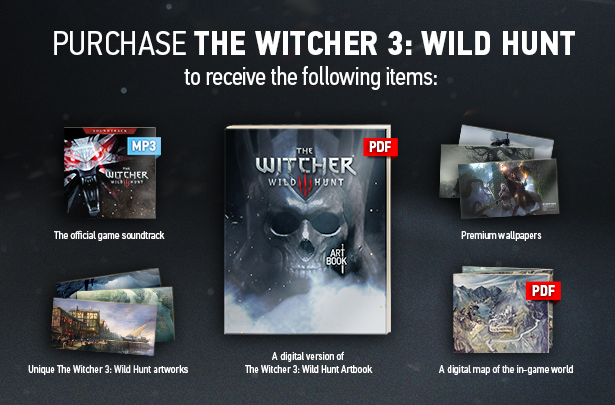 PURCHASE THE WITCHER 3: WILD HUNT
to receive the following items:
SOUNDTRACK
MP3
THE
WITCHER
WILD HUNT
The official game soundtrack
PDF
THE
WITCHER
WILD HUNT
ART
BOOK
A digital version of
The Witcher 3: Wild Hunt Artbook
Premium wallpapers
Unique The Witcher 3: Wild Hunt artworks
PDF
A digital map of the in-game world